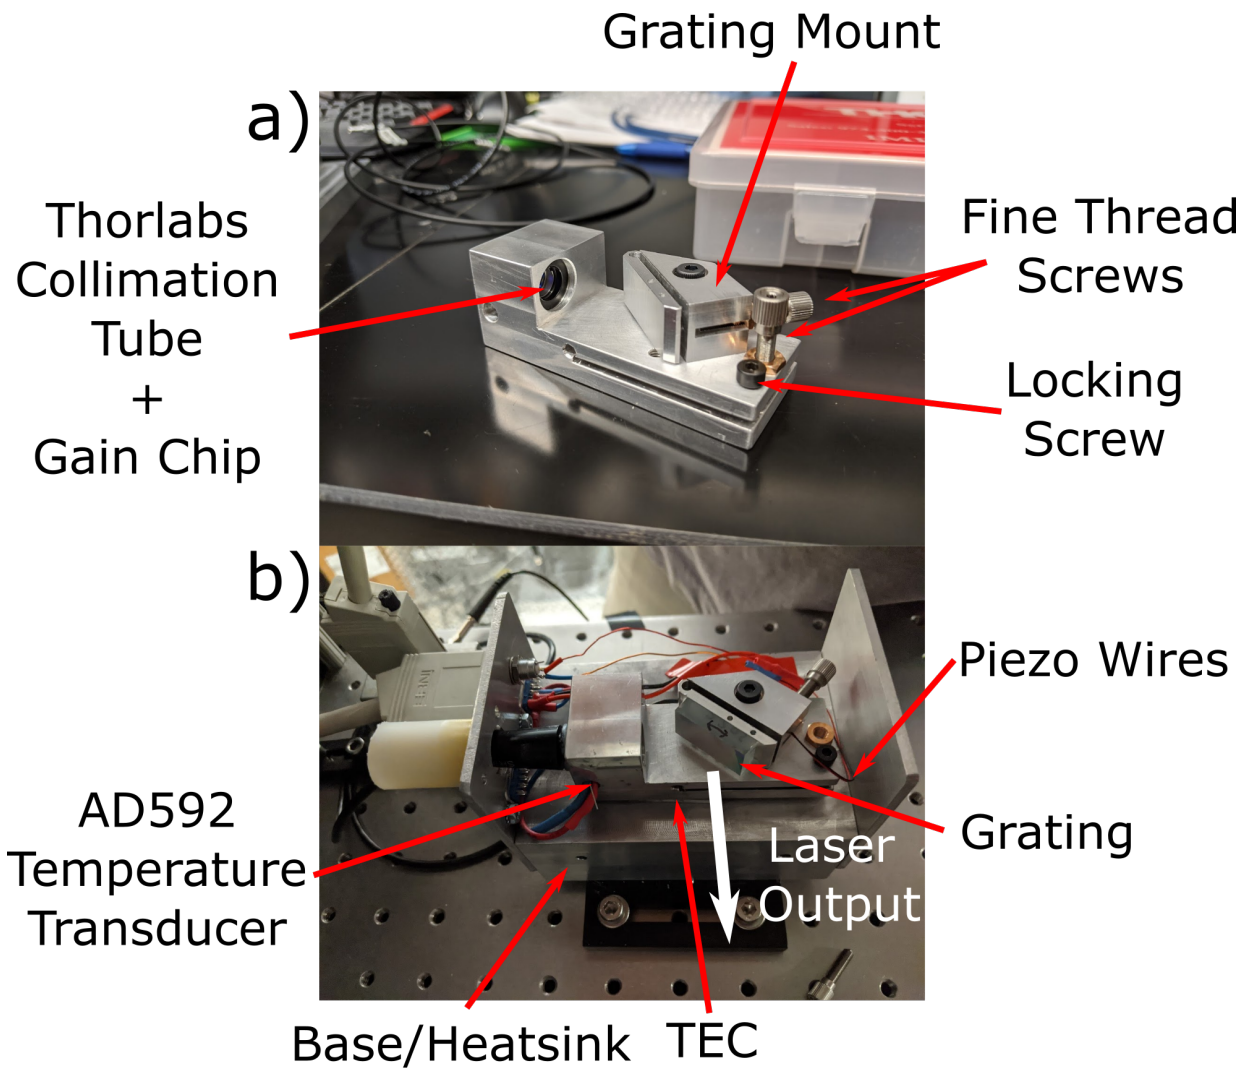 Grating Mount
a)
Thorlabs
Collimation
Tube
+
Gain Chip
Fine Thread
Screws
Locking
Screw
b)
Piezo Wires
AD592
Temperature
Transducer
Laser
Output
Grating
Base/Heatsink
TEC